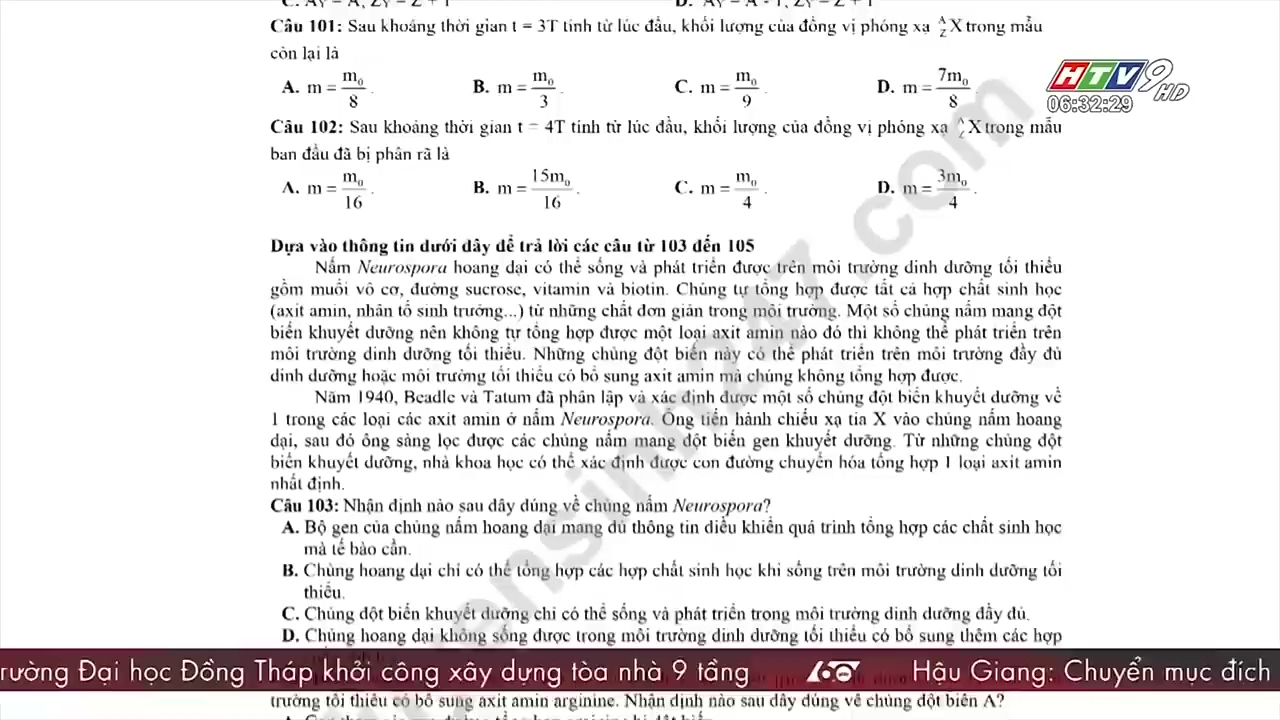 Câu 101: Sau khoảng thời gian t = 3T tính từ lúc đầu, khối lượng của đồng vị phóng xạ ᴬ_Z X trong mẫu
còn lại là
A. m = m₀/8 . B. m = m₀/3 . C. m = m₀/9 . D. m = 7m₀/8 .
HTV9 HD
06:32:29
Câu 102: Sau khoảng thời gian t = 4T tính từ lúc đầu, khối lượng của đồng vị phóng xạ ᴬ_Z X trong mẫu
ban đầu đã bị phân rã là
A. m = m₀/16 . B. m = 15m₀/16 . C. m = m₀/4 . D. m = 3m₀/4 .
Dựa vào thông tin dưới đây để trả lời các câu từ 103 đến 105
Nấm Neurospora hoang dại có thể sống và phát triển được trên môi trường dinh dưỡng tối thiểu
gồm muối vô cơ, đường sucrose, vitamin và biotin. Chúng tự tổng hợp được tất cả hợp chất sinh học
(axit amin, nhân tố sinh trưởng...) từ những chất đơn giản trong môi trường. Một số chủng nấm mang đột
biến khuyết dưỡng nên không tự tổng hợp được một loại axit amin nào đó thì không thể phát triển trên
môi trường dinh dưỡng tối thiểu. Những chủng đột biến này có thể phát triển trên môi trường đầy đủ
dinh dưỡng hoặc môi trường tối thiểu có bổ sung axit amin mà chúng không tổng hợp được.
Năm 1940, Beadle và Tatum đã phân lập và xác định được một số chủng đột biến khuyết dưỡng về
1 trong các loại các axit amin ở nấm Neurospora. Ông tiến hành chiếu xạ tia X vào chủng nấm hoang
dại, sau đó ông sàng lọc được các chủng nấm mang đột biến gen khuyết dưỡng. Từ những chủng đột
biến khuyết dưỡng, nhà khoa học có thể xác định được con đường chuyển hóa tổng hợp 1 loại axit amin
nhất định.
Câu 103: Nhận định nào sau đây đúng về chủng nấm Neurospora?
A. Bộ gen của chủng nấm hoang dại mang đủ thông tin điều khiển quá trình tổng hợp các chất sinh học
mà tế bào cần.
B. Chủng hoang dại chỉ có thể tổng hợp các hợp chất sinh học khi sống trên môi trường dinh dưỡng tối
thiểu.
C. Chủng đột biến khuyết dưỡng chỉ có thể sống và phát triển trong môi trường dinh dưỡng đầy đủ.
D. Chủng hoang dại không sống được trong môi trường dinh dưỡng tối thiểu có bổ sung thêm các hợp
rường Đại học Đồng Tháp khởi công xây dựng tòa nhà 9 tầng 60 Hậu Giang: Chuyển mục đích
trường tối thiểu có bổ sung axit amin arginine. Nhận định nào sau đây đúng về chủng đột biến A?